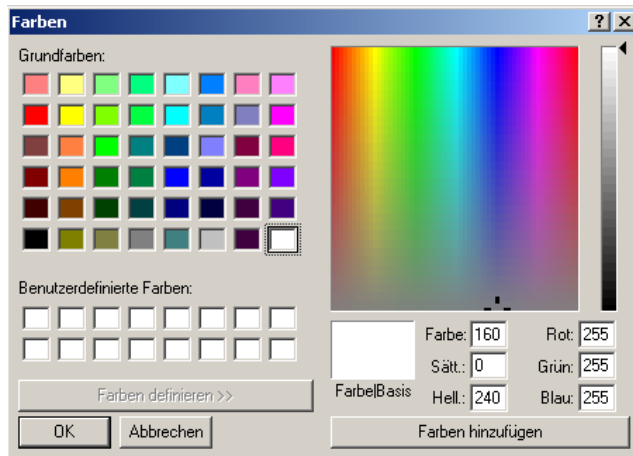 Farben
Grundfarben:
Benutzerdefinierte Farben:
Farben definieren >>
OK
Abbrechen
Farbe|Basis
Farbe: 160
Sätt.: 0
Hell.: 240
Rot: 255
Grün: 255
Blau: 255
Farben hinzufügen